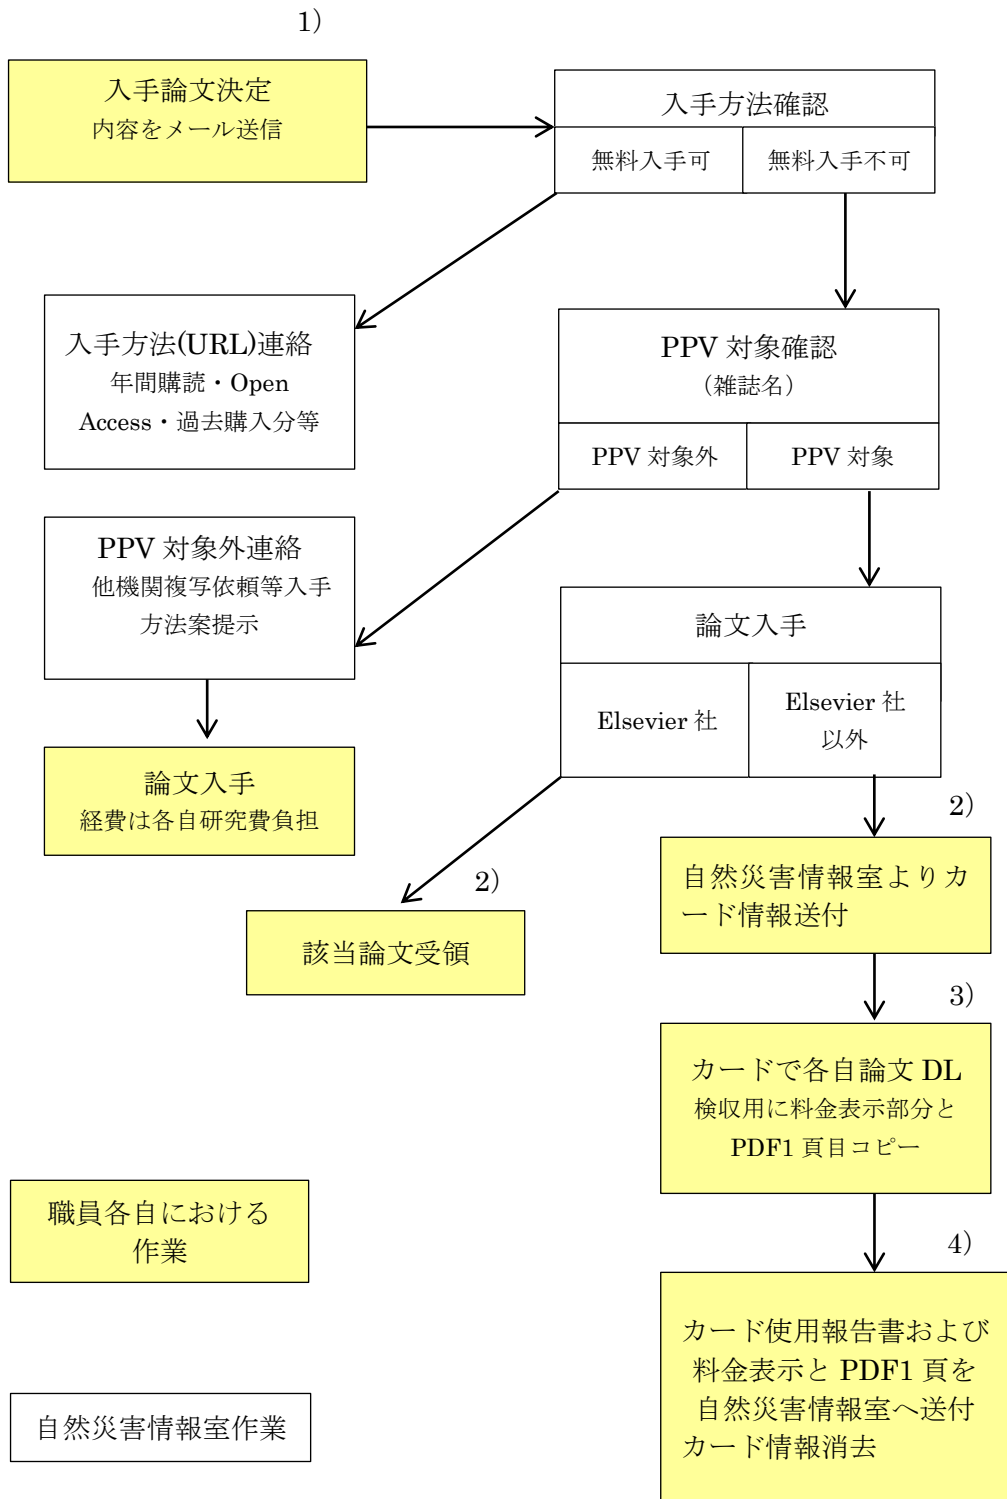 1）
入手論文決定
内容をメール送信
入手方法確認
無料入手可
無料入手不可
入手方法(URL)連絡
年間購読・Open
Access・過去購入分等
PPV 対象確認
（雑誌名）
PPV 対象外
PPV 対象
PPV 対象外連絡
他機関複写依頼等入手
方法案提示
論文入手
Elsevier 社
Elsevier 社
以外
論文入手
経費は各自研究費負担
2）
該当論文受領
2）
自然災害情報室よりカ
ード情報送付
3）
カードで各自論文 DL
検収用に料金表示部分と
PDF1 頁目コピー
4）
カード使用報告書および
料金表示と PDF1 頁を
自然災害情報室へ送付
カード情報消去
職員各自における
作業
自然災害情報室作業